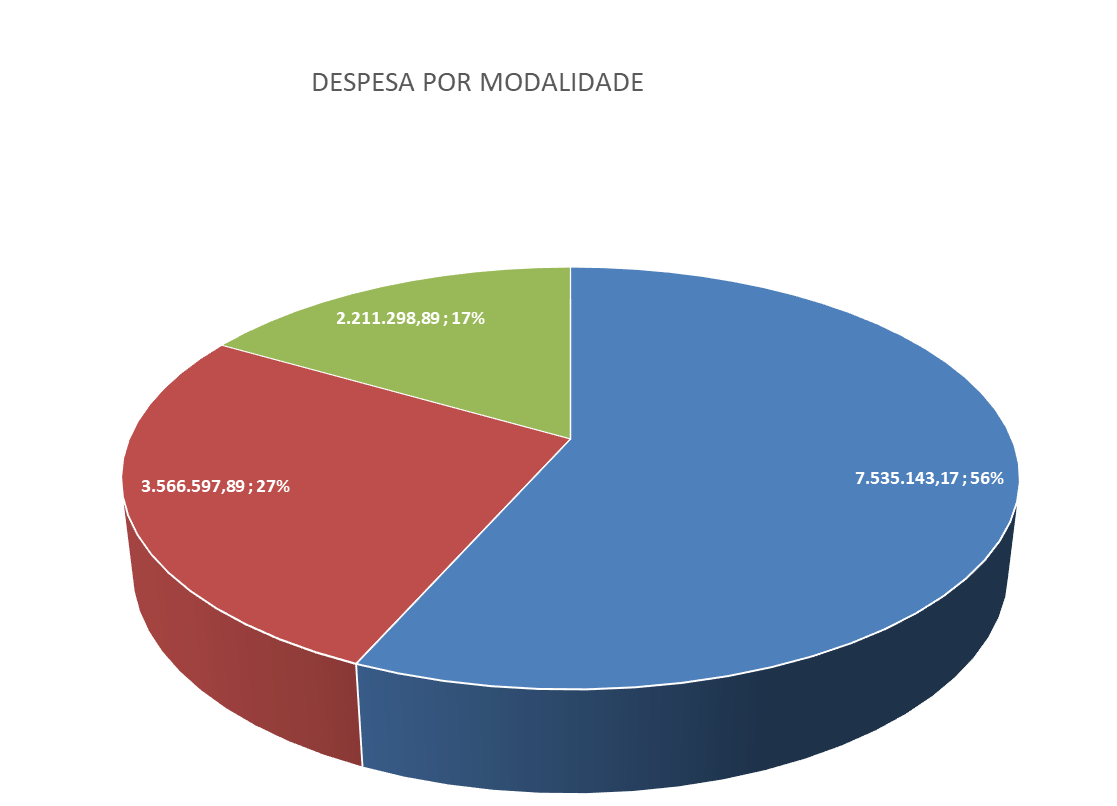 DESPESA POR MODALIDADE
2.211.298,89 ; 17%
7.535.143,17 ; 56%
3.566.597,89 ; 27%